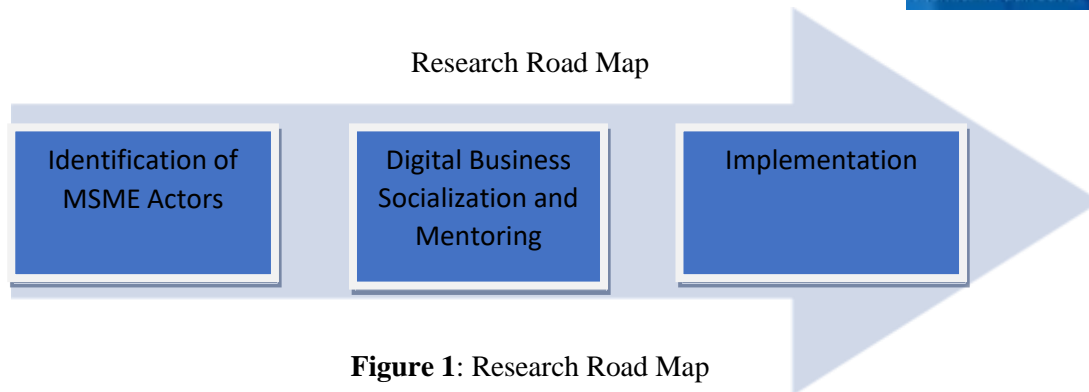 Research Road Map
Identification of
MSME Actors
Digital Business
Socialization and
Mentoring
Implementation
Figure 1: Research Road Map